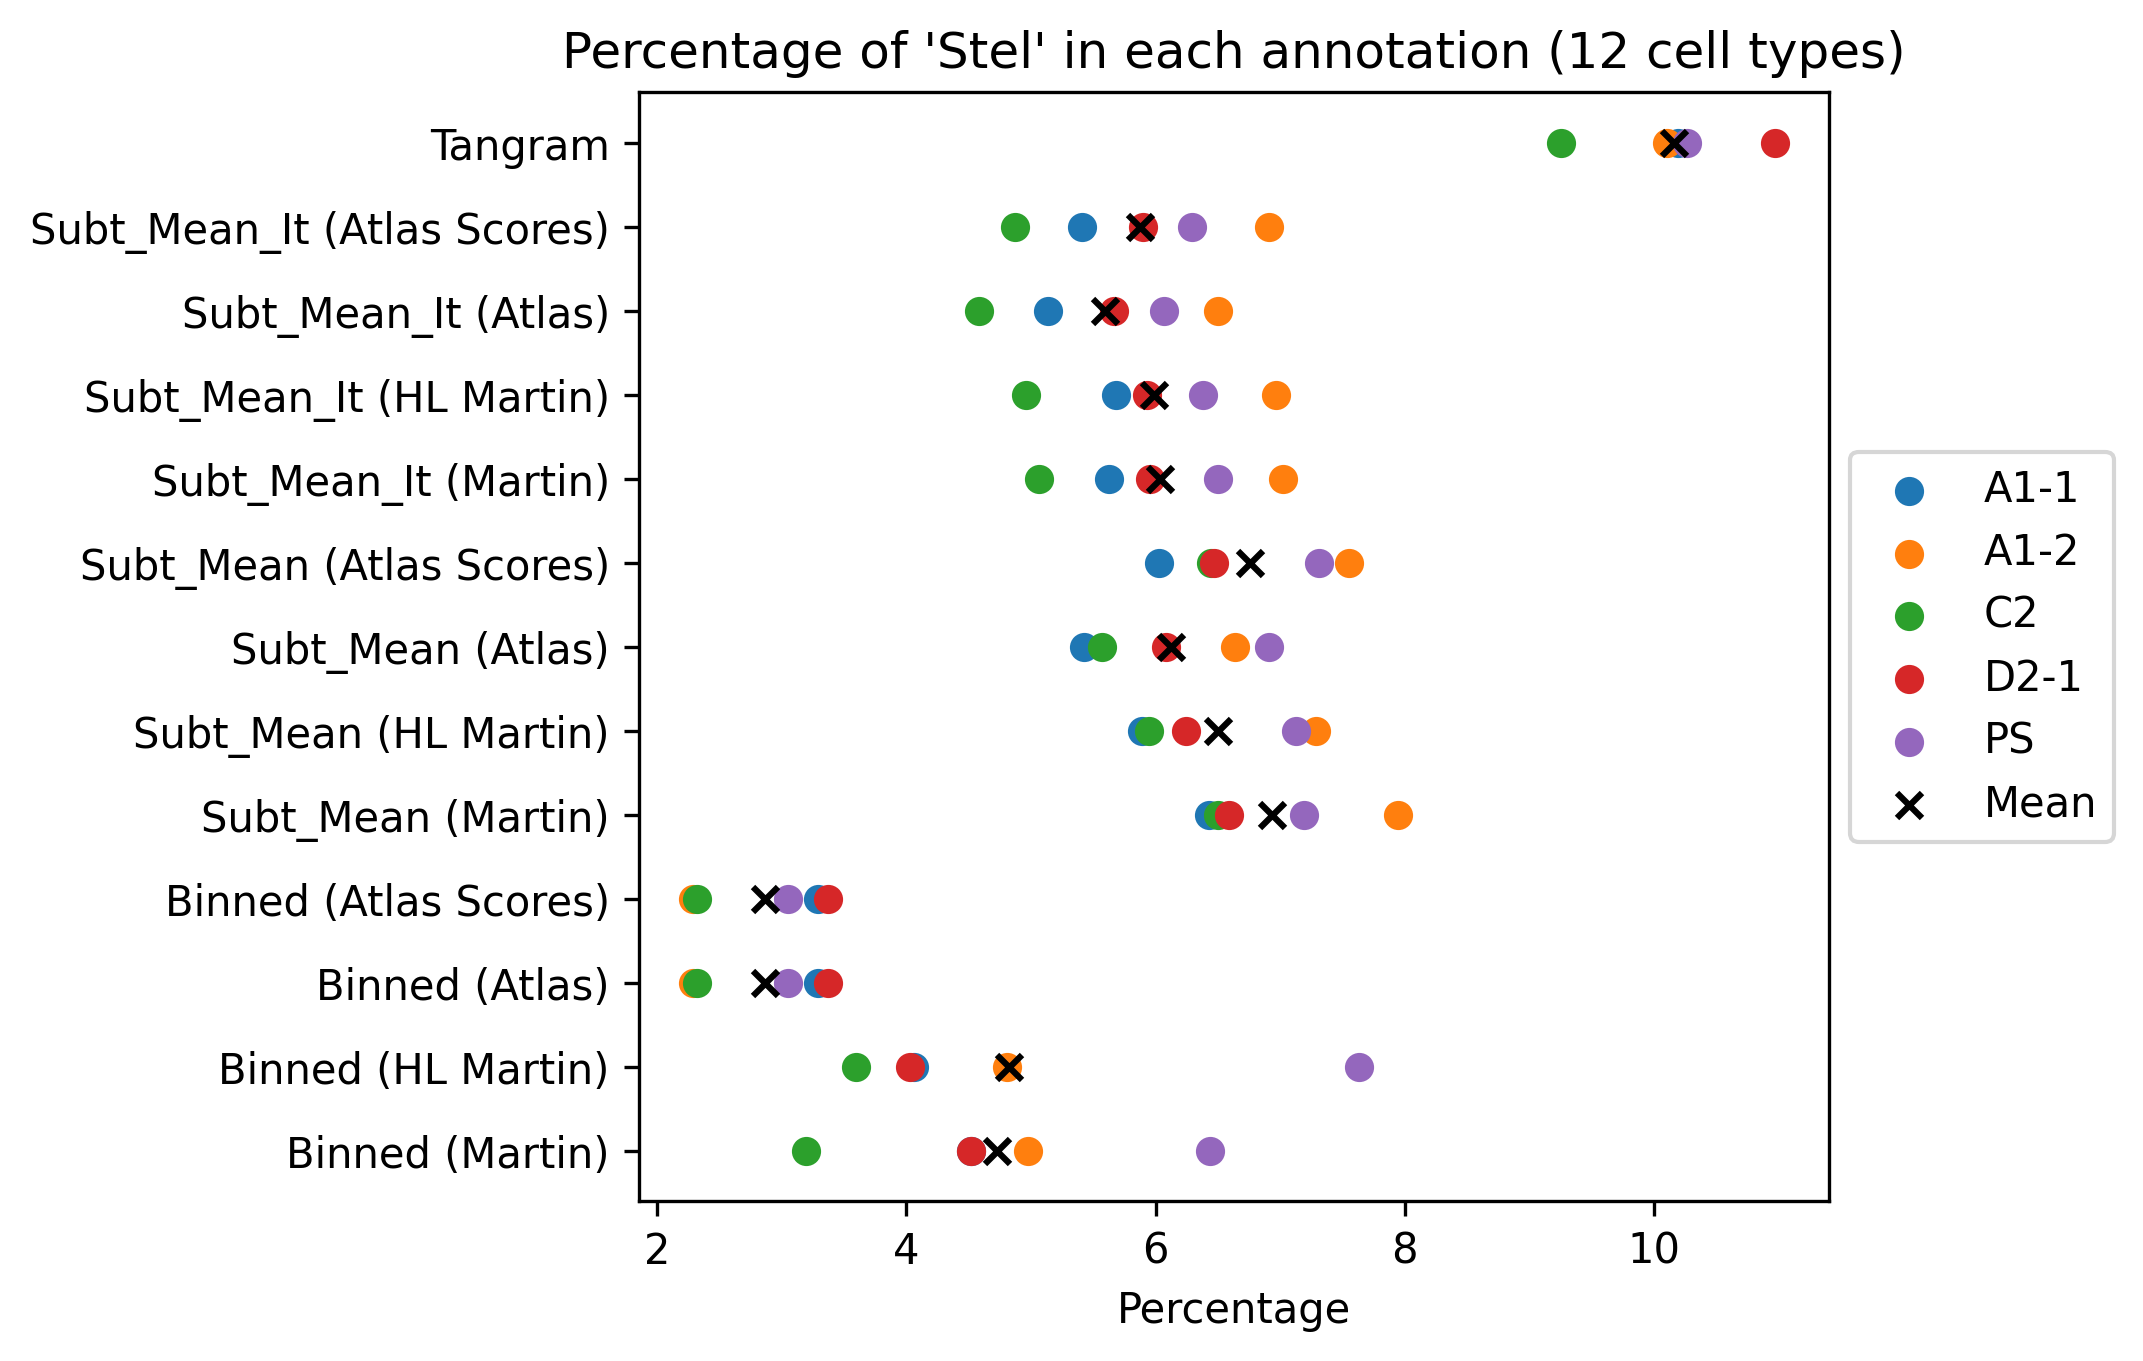 Percentage of 'Stel' in each annotation (12 cell types)
Tangram
Subt_Mean_It (Atlas Scores)
Subt_Mean_It (Atlas)
Subt_Mean_It (HL Martin)
Subt_Mean_It (Martin)
Subt_Mean (Atlas Scores)
Subt_Mean (Atlas)
Subt_Mean (HL Martin)
Subt_Mean (Martin)
Binned (Atlas Scores)
Binned (Atlas)
Binned (HL Martin)
Binned (Martin)
2 4 6 8 10
Percentage
A1-1
A1-2
C2
D2-1
PS
Mean